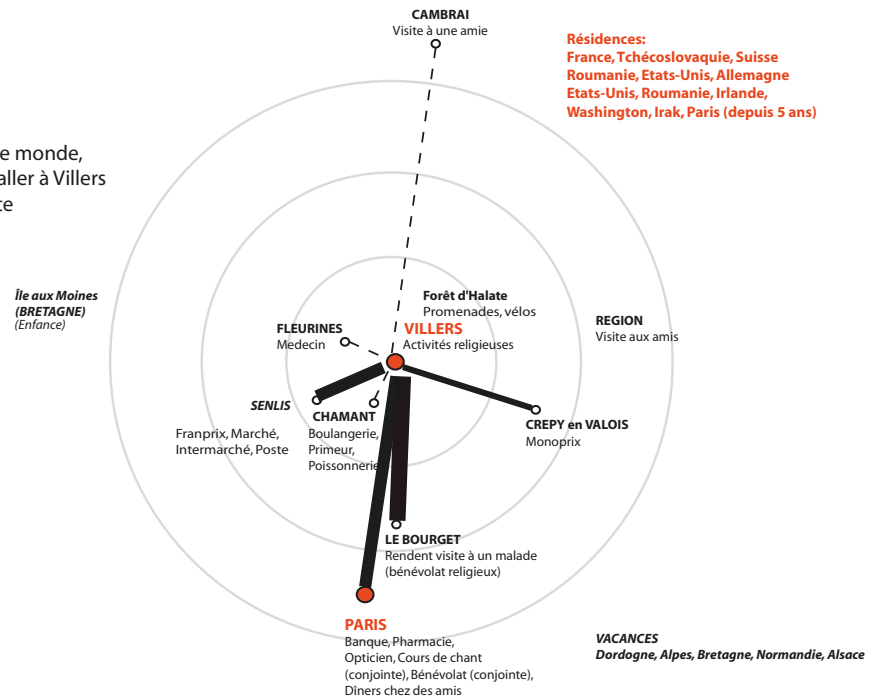 CAMBRAI
Visite à une amie
Résidences:
France, Tchécoslovaquie, Suisse
Roumanie, Etats-Unis, Allemagne
Etats-Unis, Roumanie, Irlande,
Washington, Irak, Paris (depuis 5 ans)
e monde,
aller à Villers
te
Île aux Moines
(BRETAGNE)
(Enfance)
Forêt d'Halate
Promenades, vélos
FLEURINES
Medecin
VILLERS
Activités religieuses
REGION
Visite aux amis
SENLIS
Franprix, Marché,
Intermarché, Poste
CHAMANT
Boulangerie,
Primeur,
Poissonnerie
CREPY en VALOIS
Monoprix
LE BOURGET
Rendent visite à un malade
(bénévolat religieux)
PARIS
Banque, Pharmacie,
Opticien, Cours de chant
(conjointe), Bénévolat (conjointe),
Dîners chez des amis
VACANCES
Dordogne, Alpes, Bretagne, Normandie, Alsace